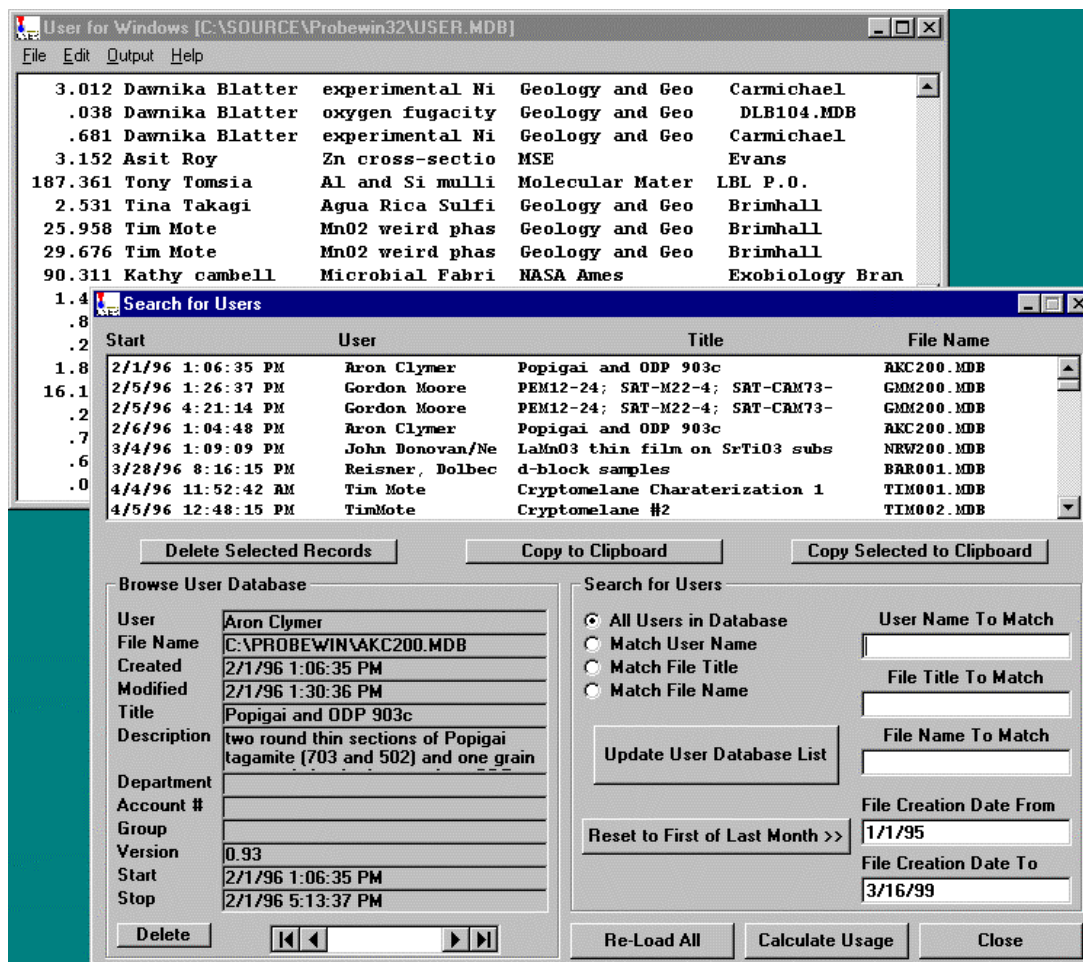 User for Windows [C:\SOURCE\Probewin32\USER.MDB]
File Edit Output Help
3.012 Dawnika Blatter experimental Ni Geology and Geo Carmichael
.038 Dawnika Blatter oxygen fugacity Geology and Geo DLB104.MDB
.681 Dawnika Blatter experimental Ni Geology and Geo Carmichael
3.152 Asit Roy Zn cross-sectio MSE Evans
187.361 Tony Tomsia Al and Si mulli Molecular Mater LBL P.O.
2.531 Tina Takagi Agua Rica Sulfi Geology and Geo Brimhall
25.958 Tim Mote MnO2 weird phas Geology and Geo Brimhall
29.676 Tim Mote MnO2 weird phas Geology and Geo Brimhall
90.311 Kathy cambell Microbial Fabri NASA Ames Exobiology Bran
1.4
.8
.2
1.8
16.1
.2
.7
.6
.0
Search for Users
Start User Title File Name
2/1/96 1:06:35 PM Aron Clymer Popigai and ODP 903c AKC200.MDB
2/5/96 1:26:37 PM Gordon Moore PEM12-24; SAT-M22-4; SAT-CAM73- GMM200.MDB
2/5/96 4:21:14 PM Gordon Moore PEM12-24; SAT-M22-4; SAT-CAM73- GMM200.MDB
2/6/96 1:04:48 PM Aron Clymer Popigai and ODP 903c AKC200.MDB
3/4/96 1:09:09 PM John Donovan/Ne LaMnO3 thin film on SrTiO3 subs NRW200.MDB
3/28/96 8:16:15 PM Reisner, Dolbec d-block samples BAR001.MDB
4/4/96 11:52:42 AM Tim Mote Cryptomelane Charaterization 1 TIM001.MDB
4/5/96 12:48:15 PM TimMote Cryptomelane #2 TIM002.MDB
Delete Selected Records Copy to Clipboard Copy Selected to Clipboard
Browse User Database
User Aron Clymer
File Name C:\PROBEWIN\AKC200.MDB
Created 2/1/96 1:06:35 PM
Modified 2/1/96 1:30:36 PM
Title Popigai and ODP 903c
Description two round thin sections of Popigai
tagamite (703 and 502) and one grain
Department
Account #
Group
Version 0.93
Start 2/1/96 1:06:35 PM
Stop 2/1/96 5:13:37 PM
Delete
Search for Users
All Users in Database
Match User Name
Match File Title
Match File Name
Update User Database List
Reset to First of Last Month >>
User Name To Match
File Title To Match
File Name To Match
File Creation Date From
1/1/95
File Creation Date To
3/16/99
Re-Load All Calculate Usage Close